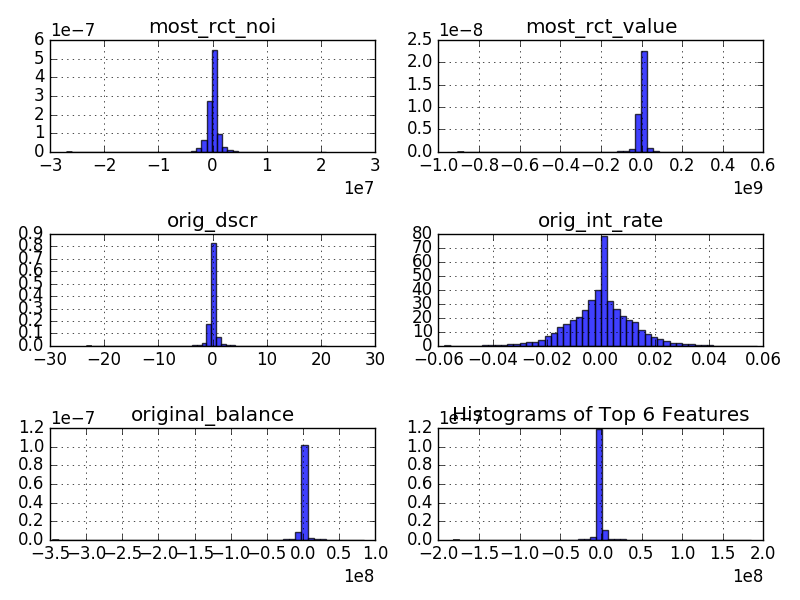 most_rct_noi
1e−7
6
5
4
3
2
1
0
−3 −2 −1 0 1 2 3
1e7
most_rct_value
1e−8
2.5
2.0
1.5
1.0
0.5
0.0
−1.0 −0.8 −0.6 −0.4 −0.2 0.0 0.2 0.4 0.6
1e9
orig_dscr
0.9
0.8
0.7
0.6
0.5
0.4
0.3
0.2
0.1
0.0
−30 −20 −10 0 10 20 30
orig_int_rate
80
70
60
50
40
30
20
10
0
−0.06 −0.04 −0.02 0.00 0.02 0.04 0.06
original_balance
1e−7
1.2
1.0
0.8
0.6
0.4
0.2
0.0
−3.5 −3.0 −2.5 −2.0 −1.5 −1.0 −0.5 0.0 0.5 1.0
1e8
Histograms of Top 6 Features
1e−7
1.2
1.0
0.8
0.6
0.4
0.2
0.0
−2.0 −1.5 −1.0 −0.5 0.0 0.5 1.0 1.5 2.0
1e8